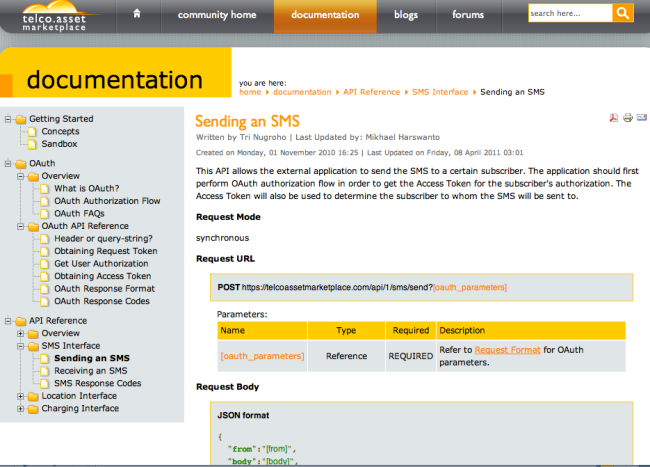 telco.asset
marketplace
community home
documentation
blogs
forums
search here...
documentation
you are here:
home ▸ documentation ▸ API Reference ▸ SMS Interface ▸ Sending an SMS
Getting Started
Concepts
Sandbox
OAuth
Overview
What is OAuth?
OAuth Authorization Flow
OAuth FAQs
OAuth API Reference
Header or query-string?
Obtaining Request Token
Get User Authorization
Obtaining Access Token
OAuth Response Format
OAuth Response Codes
API Reference
Overview
SMS Interface
Sending an SMS
Receiving an SMS
SMS Response Codes
Location Interface
Charging Interface
Sending an SMS
Written by Tri Nugroho | Last Updated by: Mikhael Harswanto
Created on Monday, 01 November 2010 16:25 | Last Updated on Friday, 08 April 2011 03:01
This API allows the external application to send the SMS to a certain subscriber. The application should first
perform OAuth authorization flow in order to get the Access Token for the subscriber's authorization. The
Access Token will also be used to determine the subscriber to whom the SMS will be sent to.
Request Mode
synchronous
Request URL
POST https://telcoassetmarketplace.com/api/1/sms/send?[oauth_parameters]
Parameters:
Name Type Required Description
[oauth_parameters] Reference REQUIRED Refer to Request Format for OAuth
parameters.
Request Body
JSON format
{
"from":"[from]",
"body":"[body]",